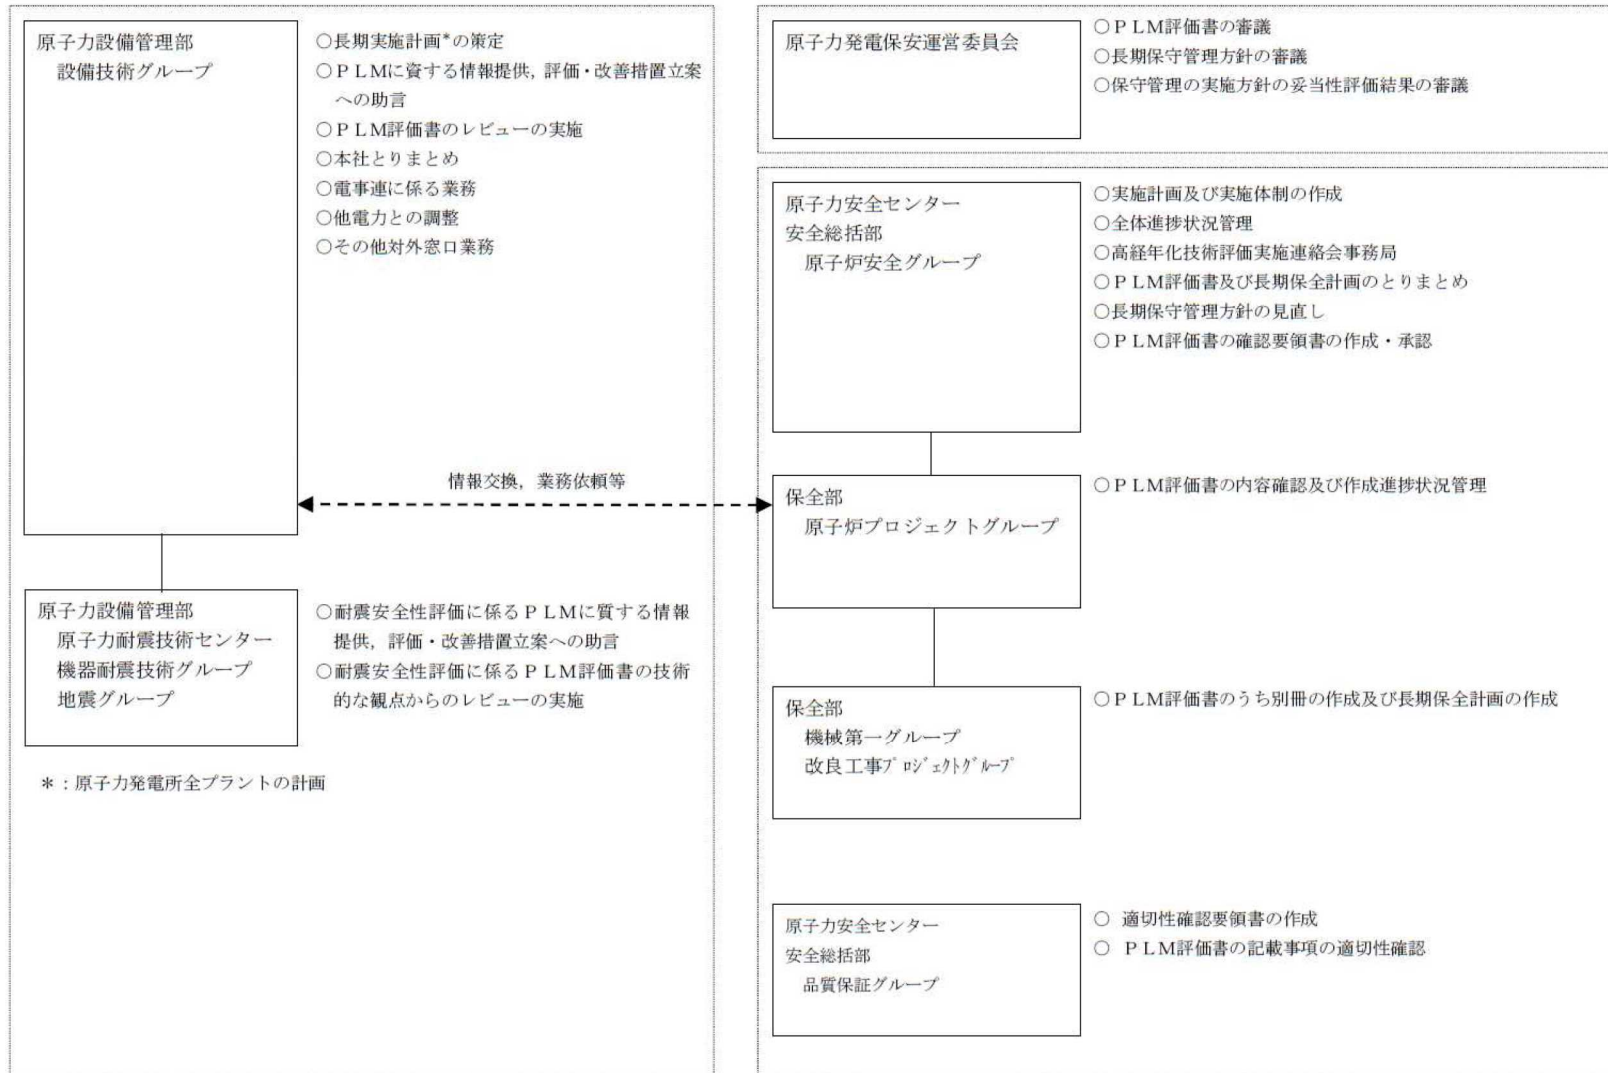 原子力設備管理部
設備技術グループ
○長期実施計画*の策定
○ＰＬＭに資する情報提供，評価・改善措置立案
への助言
○ＰＬＭ評価書のレビューの実施
○本社とりまとめ
○電事連に係る業務
○他電力との調整
○その他対外窓口業務
原子力設備管理部
原子力耐震技術センター
機器耐震技術グループ
地震グループ
○耐震安全性評価に係るＰＬＭに質する情報
提供，評価・改善措置立案への助言
○耐震安全性評価に係るＰＬＭ評価書の技術
的な観点からのレビューの実施
＊：原子力発電所全プラントの計画
情報交換，業務依頼等
原子力発電保安運営委員会
○ＰＬＭ評価書の審議
○長期保守管理方針の審議
○保守管理の実施方針の妥当性評価結果の審議
原子力安全センター
安全総括部
原子炉安全グループ
○実施計画及び実施体制の作成
○全体進捗状況管理
○高経年化技術評価実施連絡会事務局
○ＰＬＭ評価書及び長期保全計画のとりまとめ
○長期保守管理方針の見直し
○ＰＬＭ評価書の確認要領書の作成・承認
保全部
原子炉プロジェクトグループ
○ＰＬＭ評価書の内容確認及び作成進捗状況管理
保全部
機械第一グループ
改良工事ﾌﾟﾛｼﾞｪｸﾄｸﾞﾙｰﾌﾟ
○ＰＬＭ評価書のうち別冊の作成及び長期保全計画の作成
原子力安全センター
安全総括部
品質保証グループ
○ 適切性確認要領書の作成
○ ＰＬＭ評価書の記載事項の適切性確認